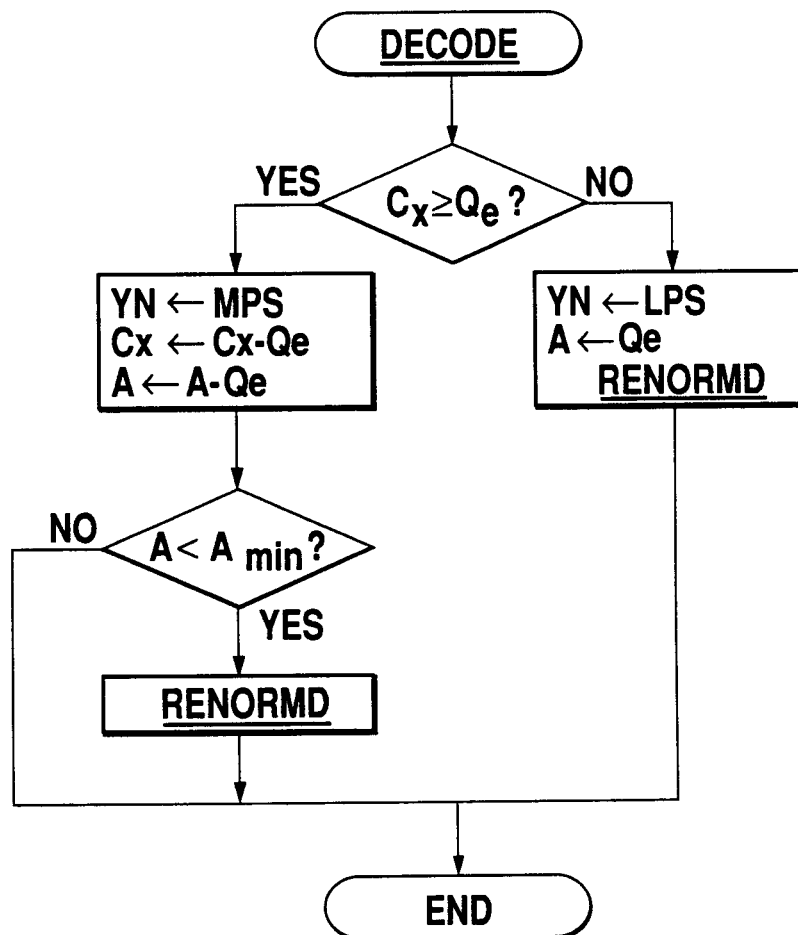 DECODE
YES
NO
Cx≥Qe?
YN ← MPS
Cx ← Cx-Qe
A ← A-Qe
YN ← LPS
A ← Qe
RENORMD
NO
A < A min?
YES
RENORMD
END